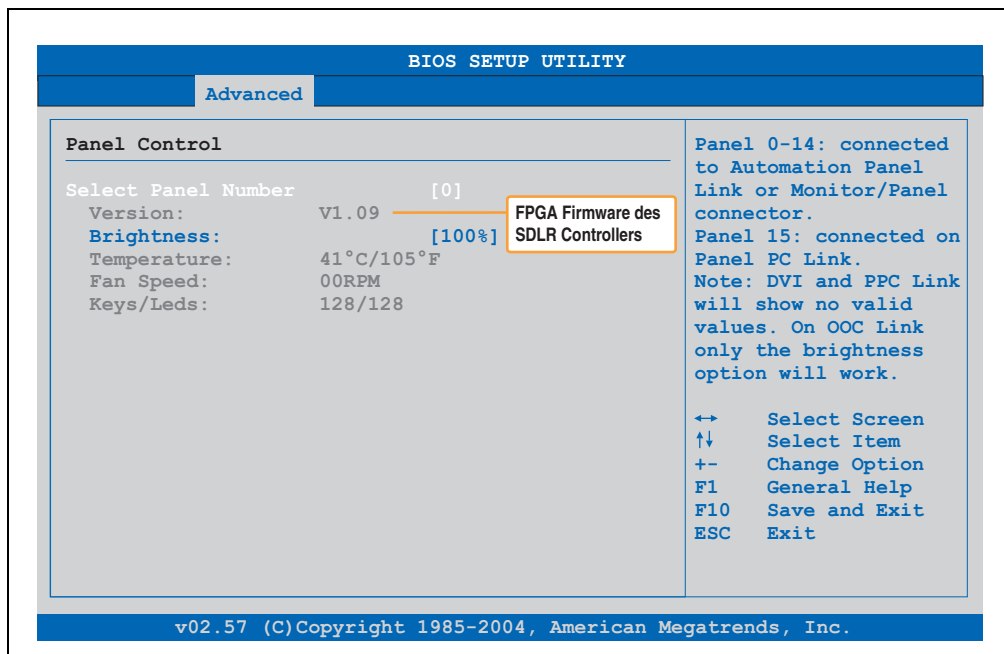 BIOS SETUP UTILITY
Advanced
Panel Control
Select Panel Number [0]
Version: V1.09
FPGA Firmware des
SDLR Controllers
Brightness: [100%]
Temperature: 41°C/105°F
Fan Speed: 00RPM
Keys/Leds: 128/128
Panel 0-14: connected
to Automation Panel
Link or Monitor/Panel
connector.
Panel 15: connected on
Panel PC Link.
Note: DVI and PPC Link
will show no valid
values. On OOC Link
only the brightness
option will work.
↔ Select Screen
↑↓ Select Item
+- Change Option
F1 General Help
F10 Save and Exit
ESC Exit
v02.57 (C)Copyright 1985-2004, American Megatrends, Inc.